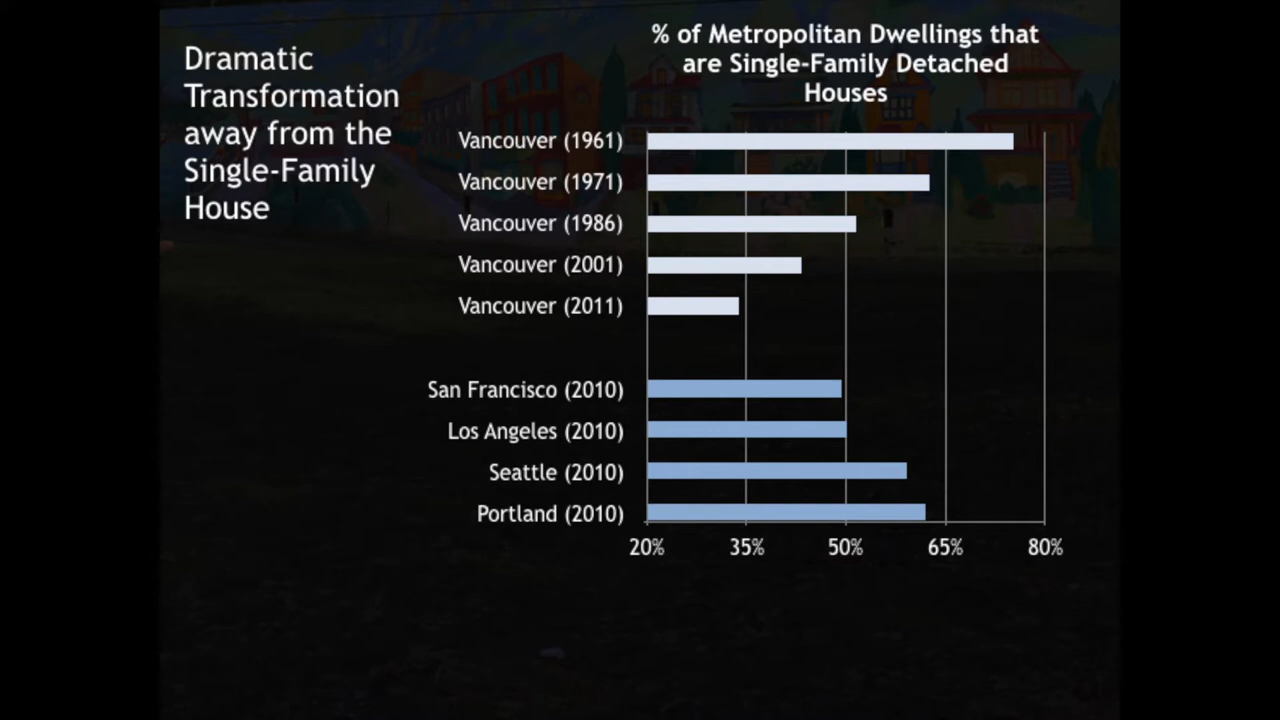 Dramatic
Transformation
away from the
Single-Family
House
% of Metropolitan Dwellings that
are Single-Family Detached
Houses
Vancouver (1961)
Vancouver (1971)
Vancouver (1986)
Vancouver (2001)
Vancouver (2011)
San Francisco (2010)
Los Angeles (2010)
Seattle (2010)
Portland (2010)
20% 35% 50% 65% 80%